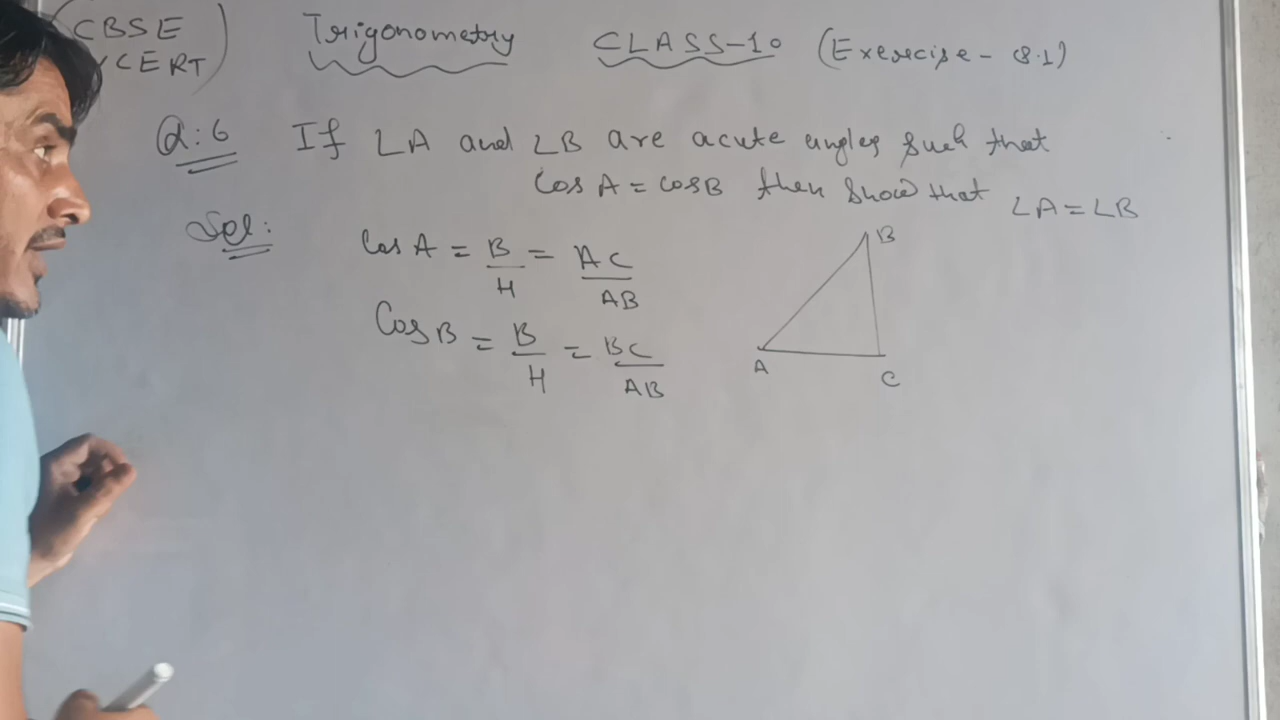 CBSE Trigonometry CLASS-10 (Exercise - 8.1)
CERT)
Q:6 If ∠A and ∠B are acute angles such that
Cos A = cosB then show that ∠A = ∠B
Sol:
Cos A = B/H = AC/AB
Cos B = B/H = BC/AB
B
A
C